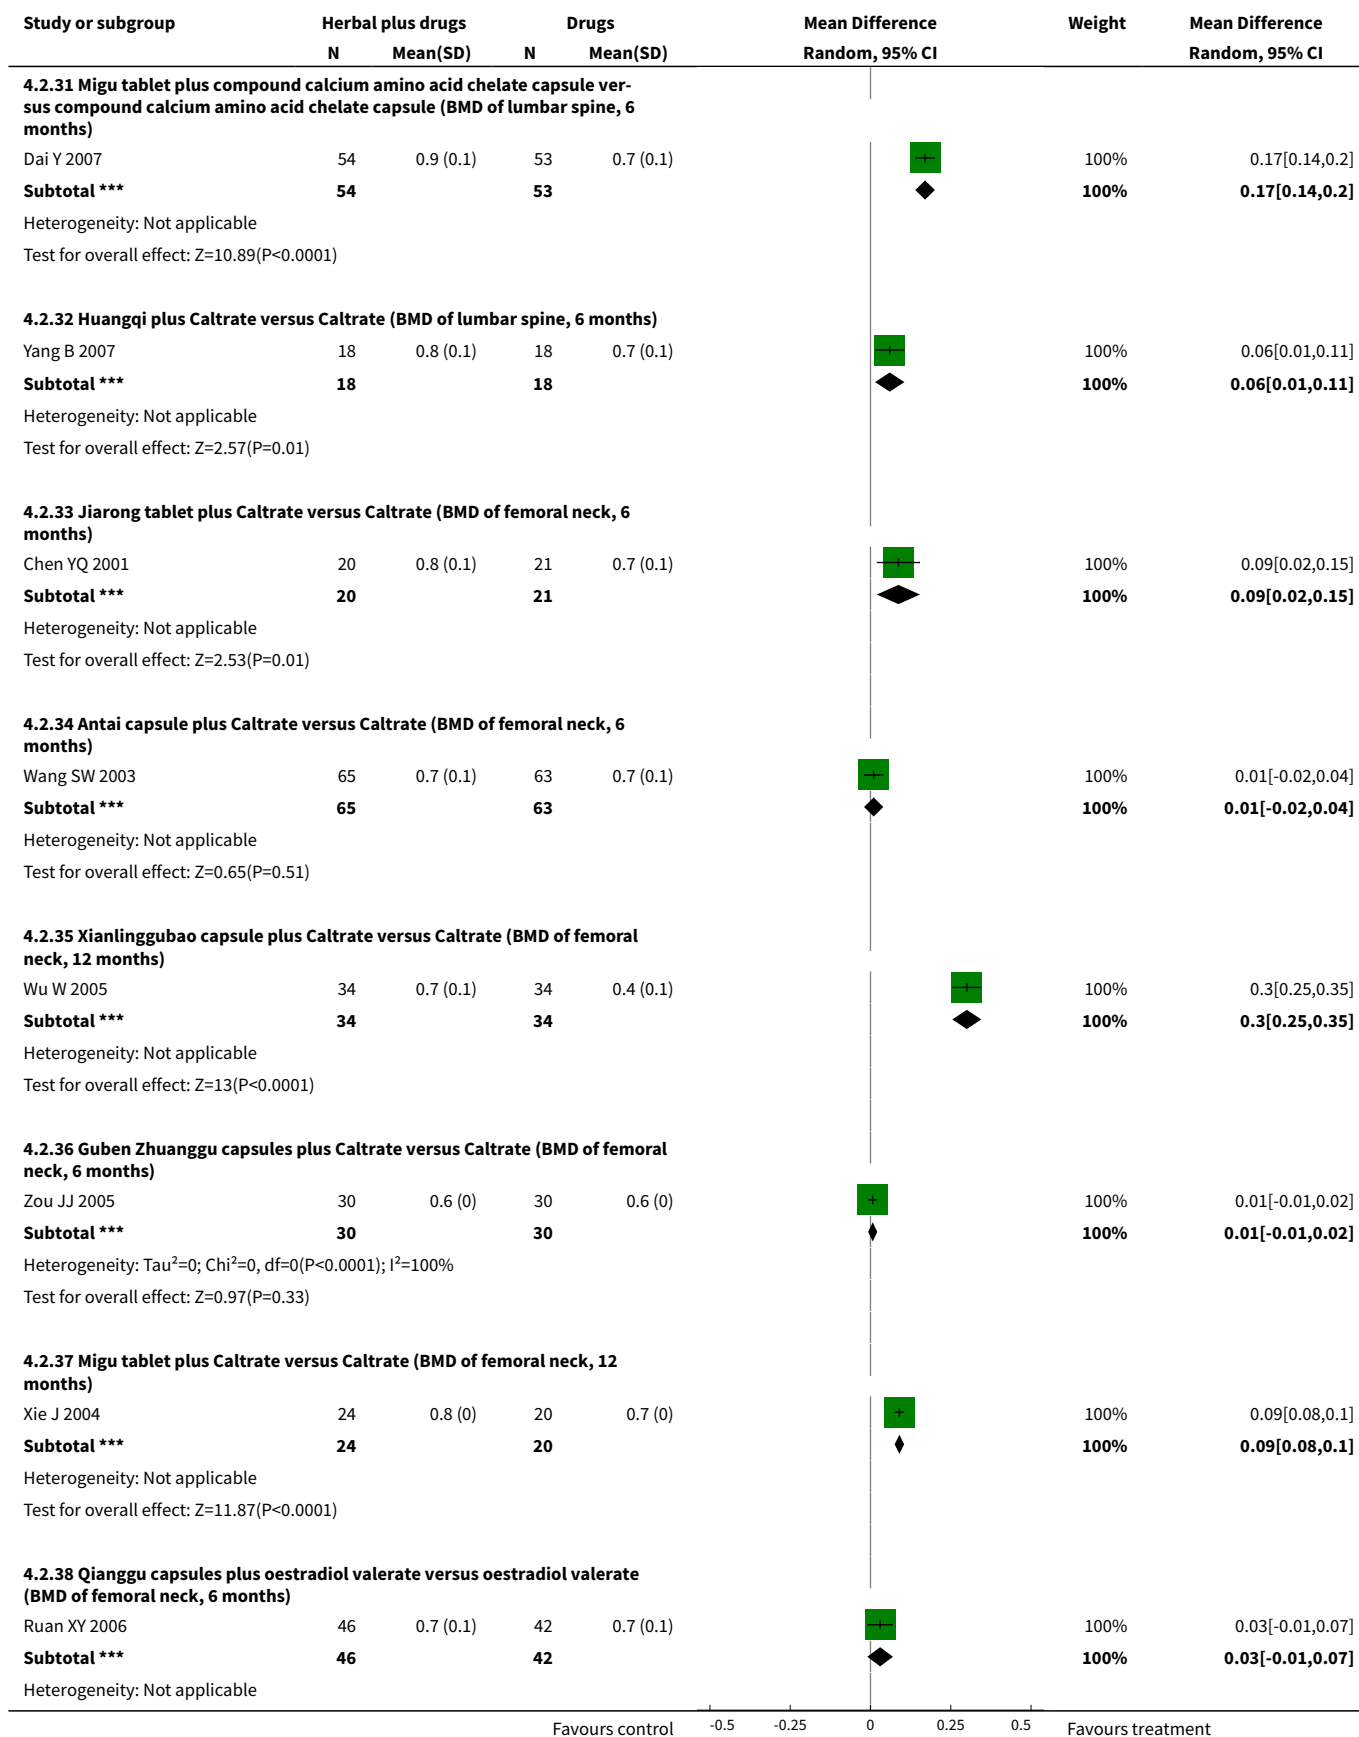 Study or subgroup Herbal plus drugs Drugs Mean Difference Weight Mean Difference
N Mean(SD) N Mean(SD) Random, 95% CI Random, 95% CI
4.2.31 Migu tablet plus compound calcium amino acid chelate capsule ver-
sus compound calcium amino acid chelate capsule (BMD of lumbar spine, 6
months)
Dai Y 2007 54 0.9 (0.1) 53 0.7 (0.1) 100% 0.17[0.14,0.2]
Subtotal *** 54 53 100% 0.17[0.14,0.2]
Heterogeneity: Not applicable
Test for overall effect: Z=10.89(P<0.0001)
4.2.32 Huangqi plus Caltrate versus Caltrate (BMD of lumbar spine, 6 months)
Yang B 2007 18 0.8 (0.1) 18 0.7 (0.1) 100% 0.06[0.01,0.11]
Subtotal *** 18 18 100% 0.06[0.01,0.11]
Heterogeneity: Not applicable
Test for overall effect: Z=2.57(P=0.01)
4.2.33 Jiarong tablet plus Caltrate versus Caltrate (BMD of femoral neck, 6
months)
Chen YQ 2001 20 0.8 (0.1) 21 0.7 (0.1) 100% 0.09[0.02,0.15]
Subtotal *** 20 21 100% 0.09[0.02,0.15]
Heterogeneity: Not applicable
Test for overall effect: Z=2.53(P=0.01)
4.2.34 Antai capsule plus Caltrate versus Caltrate (BMD of femoral neck, 6
months)
Wang SW 2003 65 0.7 (0.1) 63 0.7 (0.1) 100% 0.01[-0.02,0.04]
Subtotal *** 65 63 100% 0.01[-0.02,0.04]
Heterogeneity: Not applicable
Test for overall effect: Z=0.65(P=0.51)
4.2.35 Xianlinggubao capsule plus Caltrate versus Caltrate (BMD of femoral
neck, 12 months)
Wu W 2005 34 0.7 (0.1) 34 0.4 (0.1) 100% 0.3[0.25,0.35]
Subtotal *** 34 34 100% 0.3[0.25,0.35]
Heterogeneity: Not applicable
Test for overall effect: Z=13(P<0.0001)
4.2.36 Guben Zhuanggu capsules plus Caltrate versus Caltrate (BMD of femoral
neck, 6 months)
Zou JJ 2005 30 0.6 (0) 30 0.6 (0) 100% 0.01[-0.01,0.02]
Subtotal *** 30 30 100% 0.01[-0.01,0.02]
Heterogeneity: Tau²=0; Chi²=0, df=0(P<0.0001); I²=100%
Test for overall effect: Z=0.97(P=0.33)
4.2.37 Migu tablet plus Caltrate versus Caltrate (BMD of femoral neck, 12
months)
Xie J 2004 24 0.8 (0) 20 0.7 (0) 100% 0.09[0.08,0.1]
Subtotal *** 24 20 100% 0.09[0.08,0.1]
Heterogeneity: Not applicable
Test for overall effect: Z=11.87(P<0.0001)
4.2.38 Qianggu capsules plus oestradiol valerate versus oestradiol valerate
(BMD of femoral neck, 6 months)
Ruan XY 2006 46 0.7 (0.1) 42 0.7 (0.1) 100% 0.03[-0.01,0.07]
Subtotal *** 46 42 100% 0.03[-0.01,0.07]
Heterogeneity: Not applicable
Favours control -0.5 -0.25 0 0.25 0.5 Favours treatment